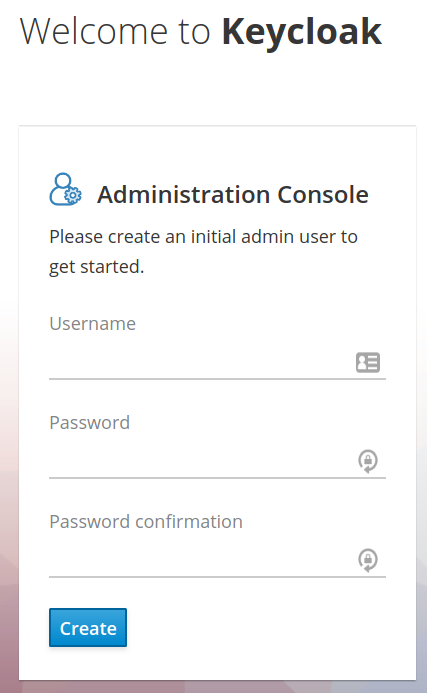 Welcome to Keycloak
Administration Console
Please create an initial admin user to
get started.
Username
Password
Password confirmation
Create